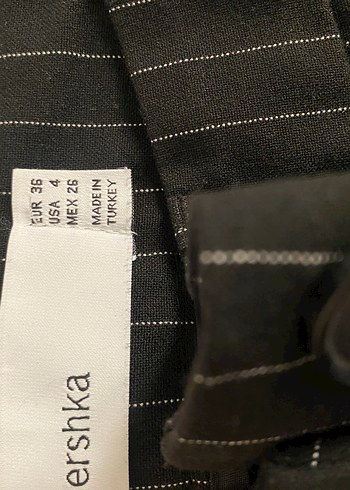 EUR 36
USA 4
MEX 26
MADE IN
TURKEY
ershka